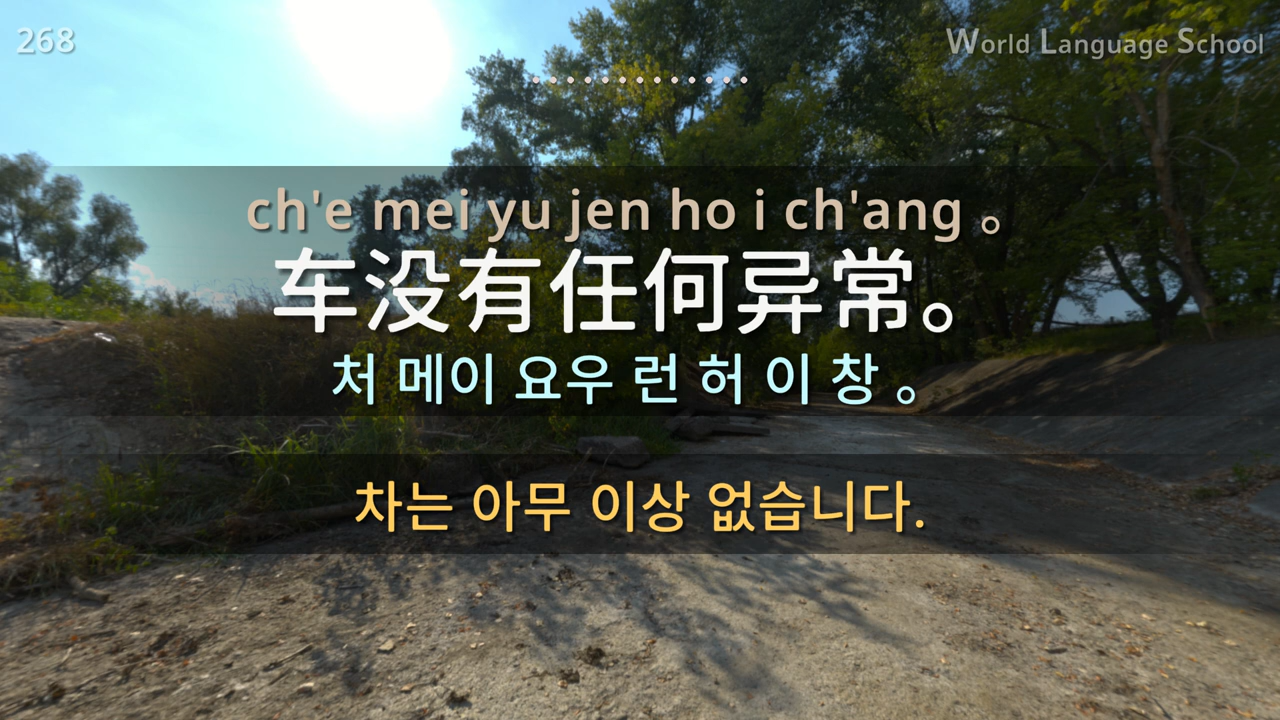 268
World Language School
ch'e mei yu jen ho i ch'ang 。
车没有任何异常。
처 메이 요우 런 허 이 창 。
차는 아무 이상 없습니다.